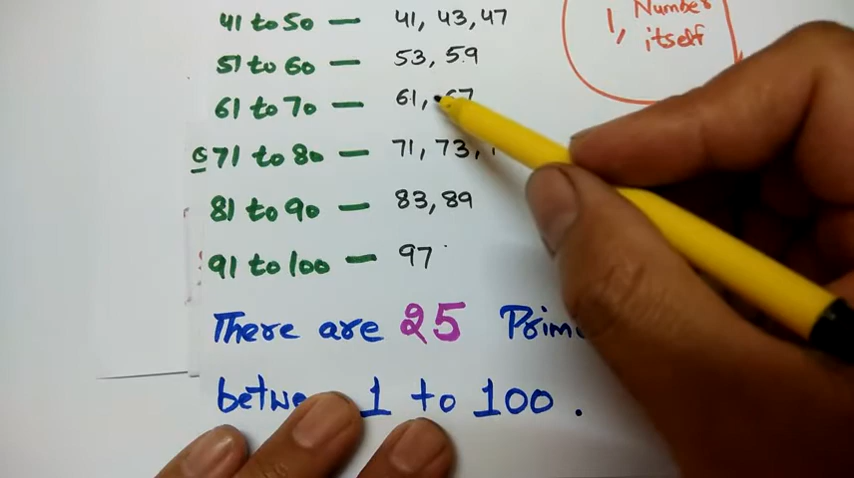 41 to 50 — 41, 43, 47
1, Number
itself
51 to 60 — 53, 59
61 to 70 — 61, 67
71 to 80 — 71, 73,
81 to 90 — 83, 89
91 to 100 — 97
There are 25
1 to 100.